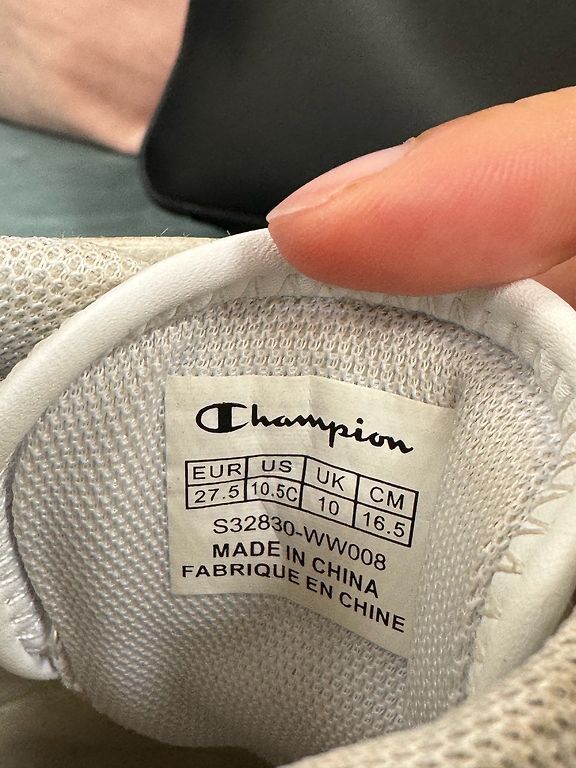 Champion
EUR US UK CM
27.5 10.5C 10 16.5
S32830-WW008
MADE IN CHINA
FABRIQUE EN CHINE